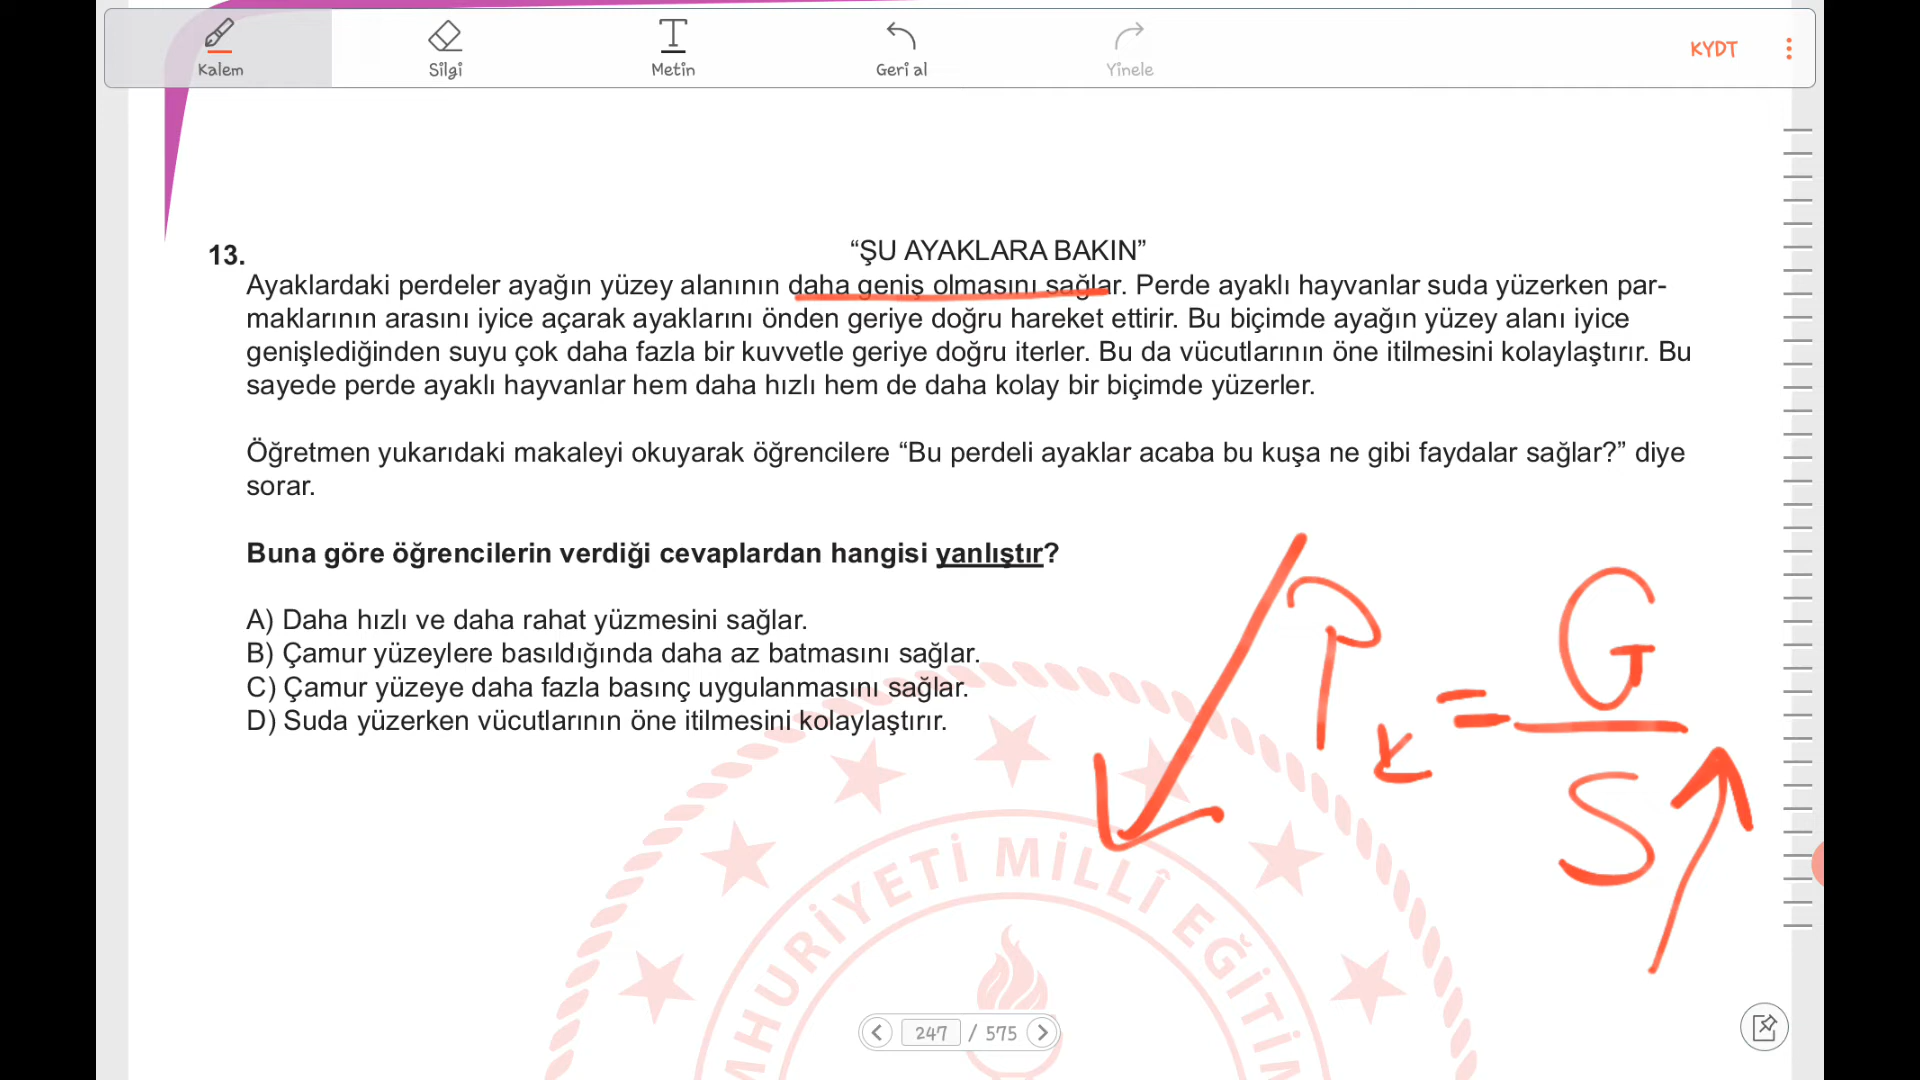 Kalem
Silgi
Metin
Geri al
Yinele
KYDT
13.
“ŞU AYAKLARA BAKIN”
Ayaklardaki perdeler ayağın yüzey alanının daha geniş olmasını sağlar. Perde ayaklı hayvanlar suda yüzerken par-
maklarının arasını iyice açarak ayaklarını önden geriye doğru hareket ettirir. Bu biçimde ayağın yüzey alanı iyice
genişlediğinden suyu çok daha fazla bir kuvvetle geriye doğru iterler. Bu da vücutlarının öne itilmesini kolaylaştırır. Bu
sayede perde ayaklı hayvanlar hem daha hızlı hem de daha kolay bir biçimde yüzerler.
Öğretmen yukarıdaki makaleyi okuyarak öğrencilere “Bu perdeli ayaklar acaba bu kuşa ne gibi faydalar sağlar?” diye
sorar.
Buna göre öğrencilerin verdiği cevaplardan hangisi yanlıştır?
A) Daha hızlı ve daha rahat yüzmesini sağlar.
B) Çamur yüzeylere basıldığında daha az batmasını sağlar.
C) Çamur yüzeye daha fazla basınç uygulanmasını sağlar.
D) Suda yüzerken vücutlarının öne itilmesini kolaylaştırır.
P = G
S
MHURİYETİ MİLLÎ EĞİTİM
247 / 575